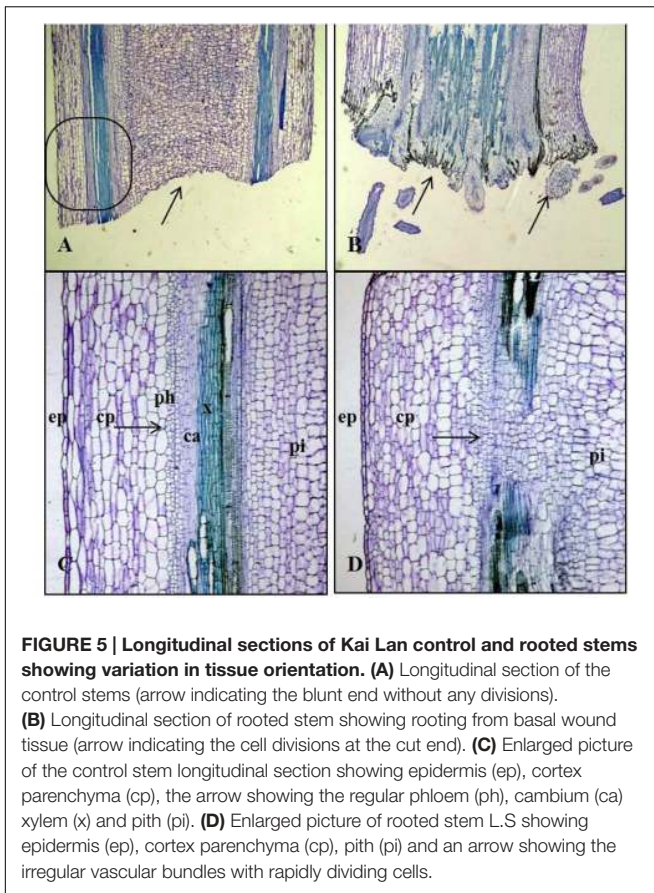 A
B
ph
ep
cp
x
ca
pi
C
ep
cp
pi
D
FIGURE 5 | Longitudinal sections of Kai Lan control and rooted stems
showing variation in tissue orientation. (A) Longitudinal section of the
control stems (arrow indicating the blunt end without any divisions).
(B) Longitudinal section of rooted stem showing rooting from basal wound
tissue (arrow indicating the cell divisions at the cut end). (C) Enlarged picture
of the control stem longitudinal section showing epidermis (ep), cortex
parenchyma (cp), the arrow showing the regular phloem (ph), cambium (ca)
xylem (x) and pith (pi). (D) Enlarged picture of rooted stem L.S showing
epidermis (ep), cortex parenchyma (cp), pith (pi) and an arrow showing the
irregular vascular bundles with rapidly dividing cells.